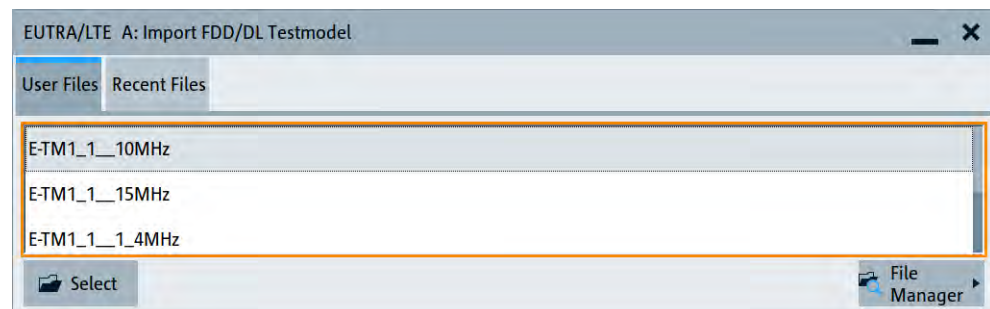 EUTRA/LTE A: Import FDD/DL Testmodel
User Files Recent Files
E-TM1_1__10MHz
E-TM1_1__15MHz
E-TM1_1__1_4MHz
Select
File
Manager